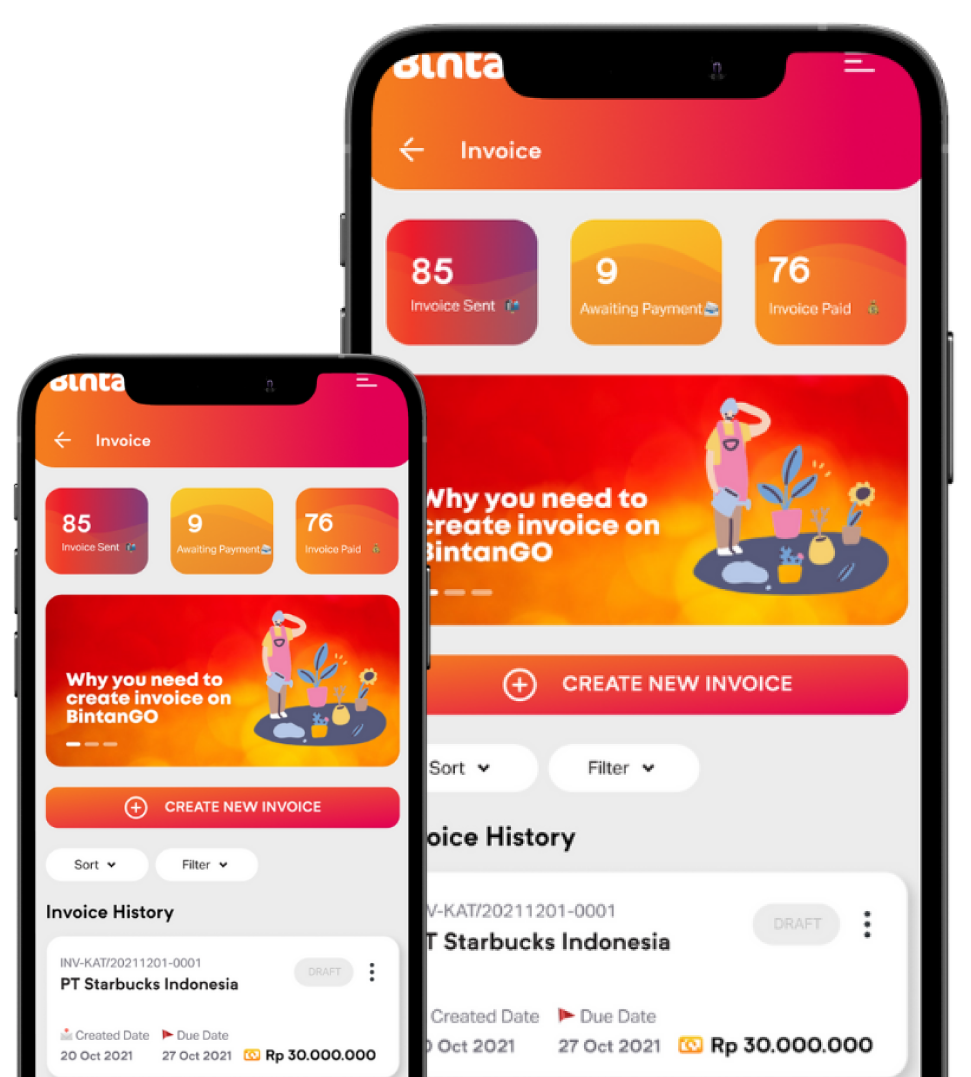 Binta
Invoice
85
Invoice Sent
9
Awaiting Payment
76
Invoice Paid
Why you need to
create invoice on
BintanGO
CREATE NEW INVOICE
Sort
Filter
oice History
V-KAT/20211201-0001
DRAFT
T Starbucks Indonesia
Created Date
Due Date
Oct 2021
27 Oct 2021
Rp 30.000.000
Binta
Invoice
85
Invoice Sent
9
Awaiting Payment
76
Invoice Paid
Why you need to
create invoice on
BintanGO
CREATE NEW INVOICE
Sort
Filter
Invoice History
INV-KAT/20211201-0001
DRAFT
PT Starbucks Indonesia
Created Date
Due Date
20 Oct 2021
27 Oct 2021
Rp 30.000.000